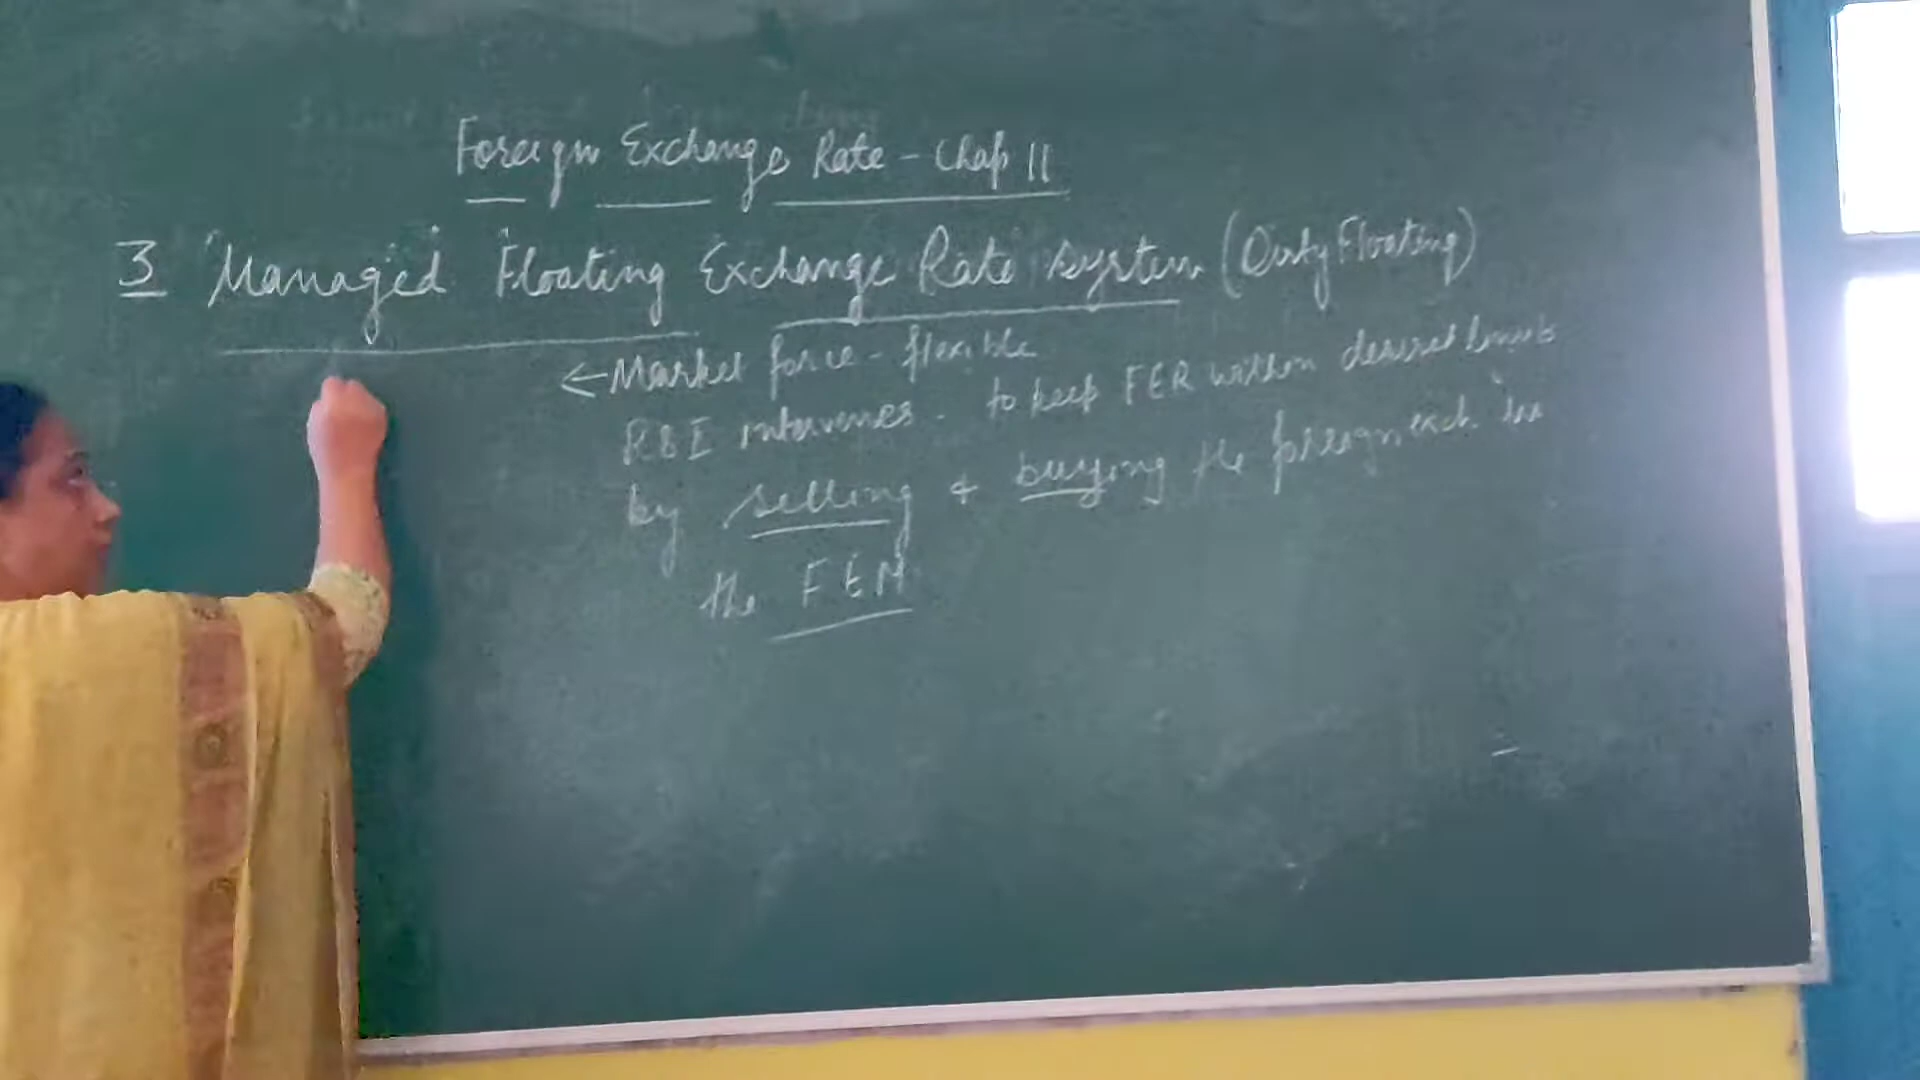 Foreign Exchange Rate - Chap 11
3 Managed Floating Exchange Rate System (Dirty Floating)
← Market force - flexible
RBI intervenes - to keep FER within desired limits
by selling & buying the foreign exch. in
the FEM